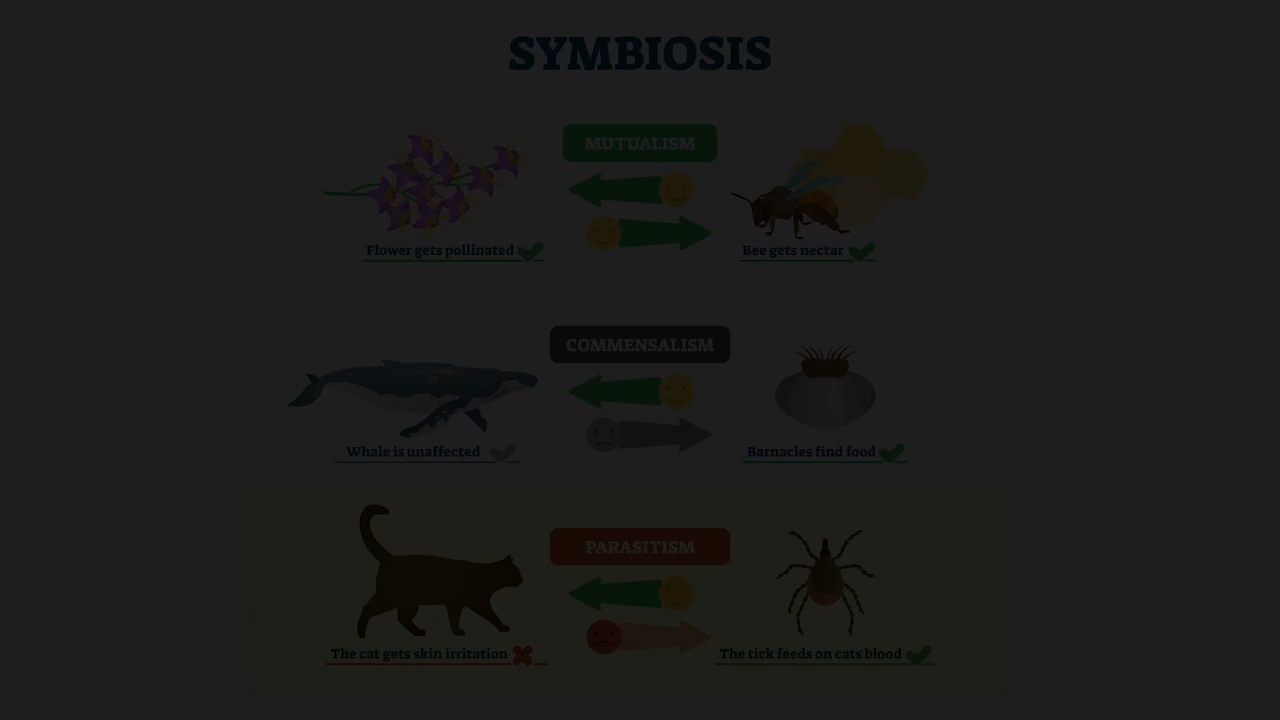 SYMBIOSIS
MUTUALISM
Flower gets pollinated
Bee gets nectar
COMMENSALISM
Whale is unaffected
Barnacles find food
PARASITISM
The cat gets skin irritation
The tick feeds on cats blood